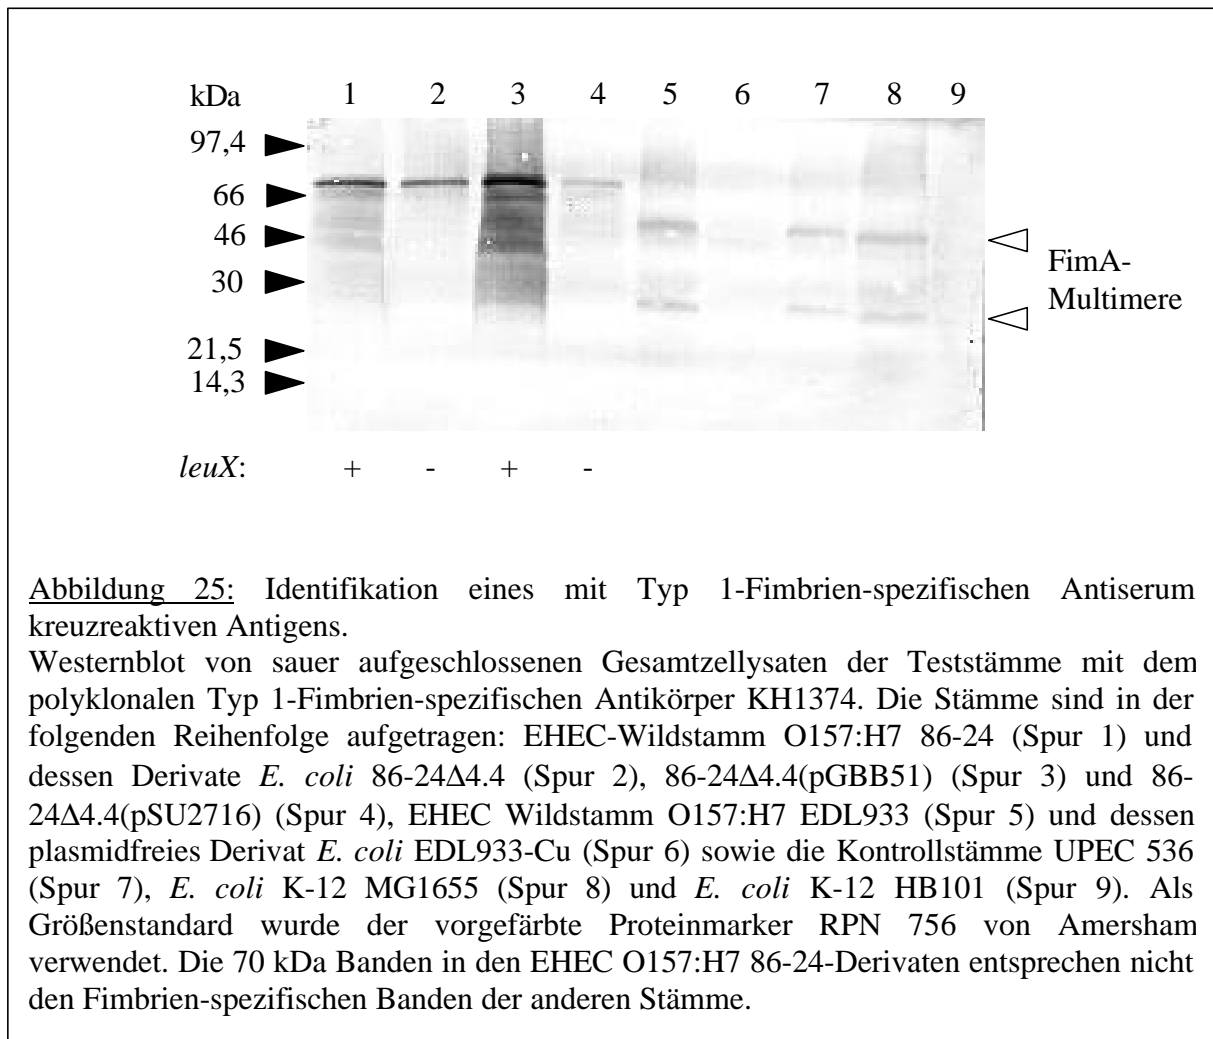 kDa 1 2 3 4 5 6 7 8 9
97,4
66
46
30
21,5
14,3
FimA-
Multimere
leuX: + - + -
Abbildung 25: Identifikation eines mit Typ 1-Fimbrien-spezifischen Antiserum
kreuzreaktiven Antigens.
Westernblot von sauer aufgeschlossenen Gesamtzellysaten der Teststämme mit dem
polyklonalen Typ 1-Fimbrien-spezifischen Antikörper KH1374. Die Stämme sind in der
folgenden Reihenfolge aufgetragen: EHEC-Wildstamm O157:H7 86-24 (Spur 1) und
dessen Derivate E. coli 86-24Δ4.4 (Spur 2), 86-24Δ4.4(pGBB51) (Spur 3) und 86-
24Δ4.4(pSU2716) (Spur 4), EHEC Wildstamm O157:H7 EDL933 (Spur 5) und dessen
plasmidfreies Derivat E. coli EDL933-Cu (Spur 6) sowie die Kontrollstämme UPEC 536
(Spur 7), E. coli K-12 MG1655 (Spur 8) und E. coli K-12 HB101 (Spur 9). Als
Größenstandard wurde der vorgefärbte Proteinmarker RPN 756 von Amersham
verwendet. Die 70 kDa Banden in den EHEC O157:H7 86-24-Derivaten entsprechen nicht
den Fimbrien-spezifischen Banden der anderen Stämme.